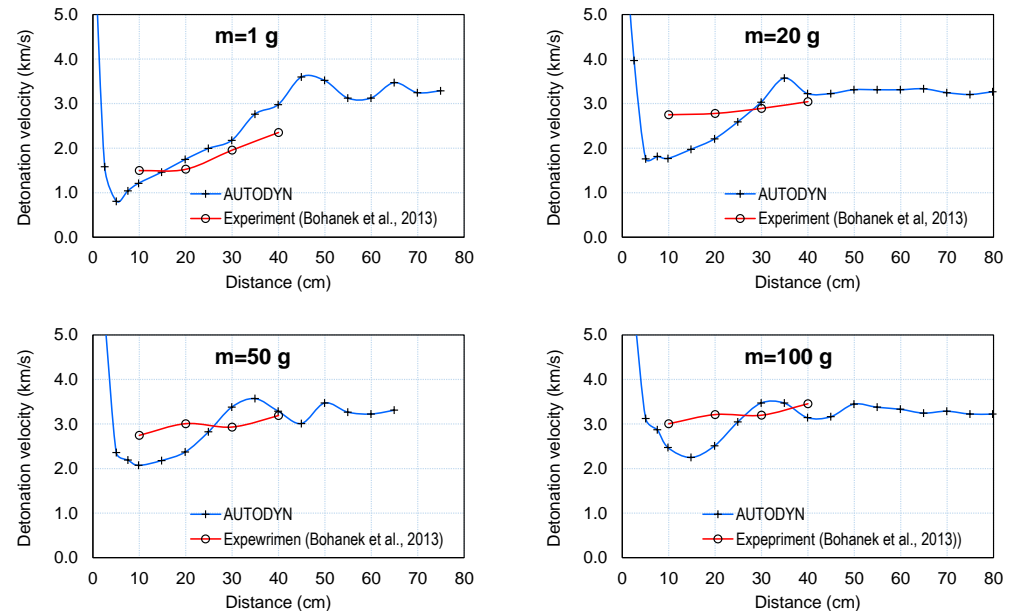 m=1 g
Detonation velocity (km/s)
5.0
4.0
3.0
2.0
1.0
0.0
AUTODYN
Experiment (Bohanek et al., 2013)
0 10 20 30 40 50 60 70 80
Distance (cm)
m=20 g
Detonation velocity (km/s)
5.0
4.0
3.0
2.0
1.0
0.0
AUTODYN
Experiment (Bohanek et al., 2013)
0 10 20 30 40 50 60 70 80
Distance (cm)
m=50 g
Detonation velocity (km/s)
5.0
4.0
3.0
2.0
1.0
0.0
AUTODYN
Expewrimen (Bohanek et al., 2013)
0 10 20 30 40 50 60 70 80
Distance (cm)
m=100 g
Detonation velocity (km/s)
5.0
4.0
3.0
2.0
1.0
0.0
AUTODYN
Expepriment (Bohanek et al., 2013))
0 10 20 30 40 50 60 70 80
Distance (cm)